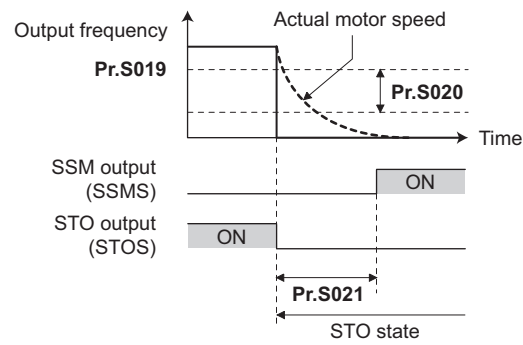 Output frequency
Actual motor speed
Pr.S019
Pr.S020
Time
SSM output
(SSMS)
ON
STO output
(STOS)
ON
Pr.S021
STO state